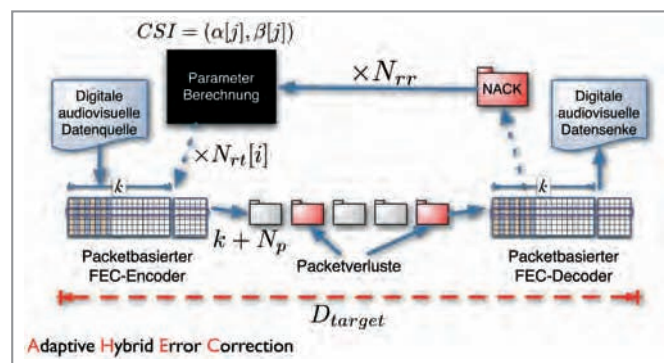 CSI = (α[j], β[j])
Parameter
Berechnung
×N_rr
NACK
Digitale
audiovisuelle
Datenquelle
Digitale
audiovisuelle
Datensenke
×N_rt[i]
k
k
k + N_p
Packetverluste
Packetbasierter
FEC-Encoder
Packetbasierter
FEC-Decoder
D_target
Adaptive Hybrid Error Correction